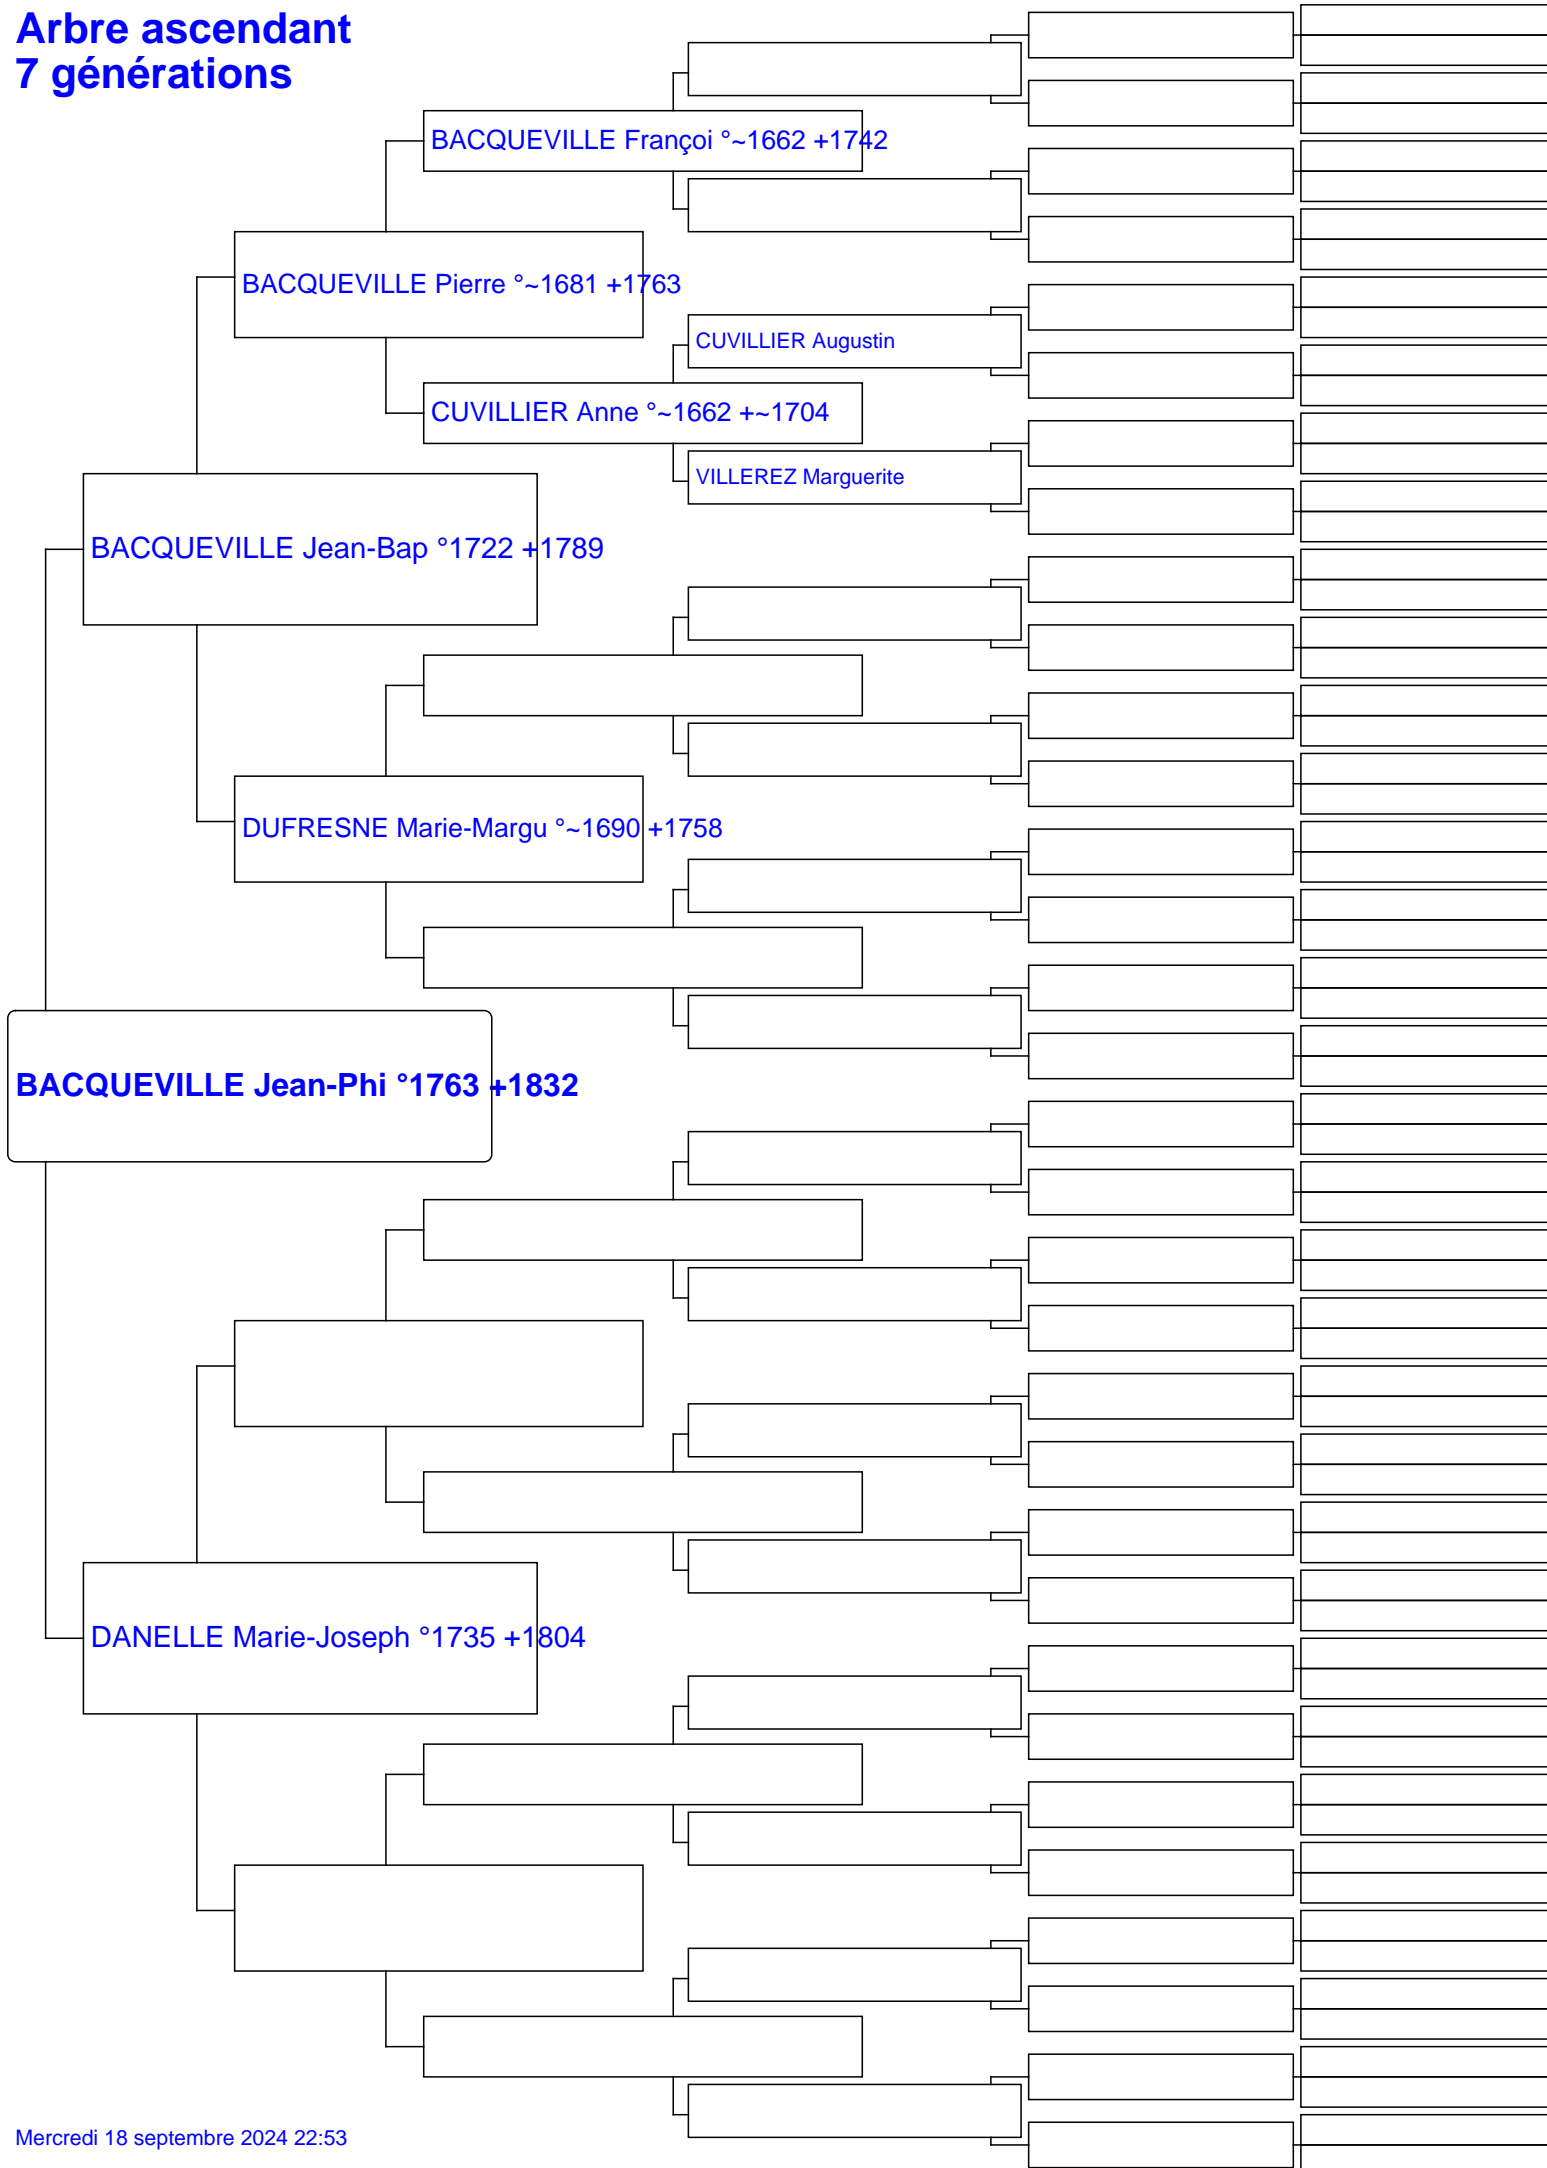 Arbre ascendant
7 générations
BACQUEVILLE Françoi °~1662 +1742
BACQUEVILLE Pierre °~1681 +1763
CUVILLIER Augustin
CUVILLIER Anne °~1662 +~1704
VILLEREZ Marguerite
BACQUEVILLE Jean-Bap °1722 +1789
DUFRESNE Marie-Margu °~1690 +1758
BACQUEVILLE Jean-Phi °1763 +1832
DANELLE Marie-Joseph °1735 +1804
Mercredi 18 septembre 2024 22:53